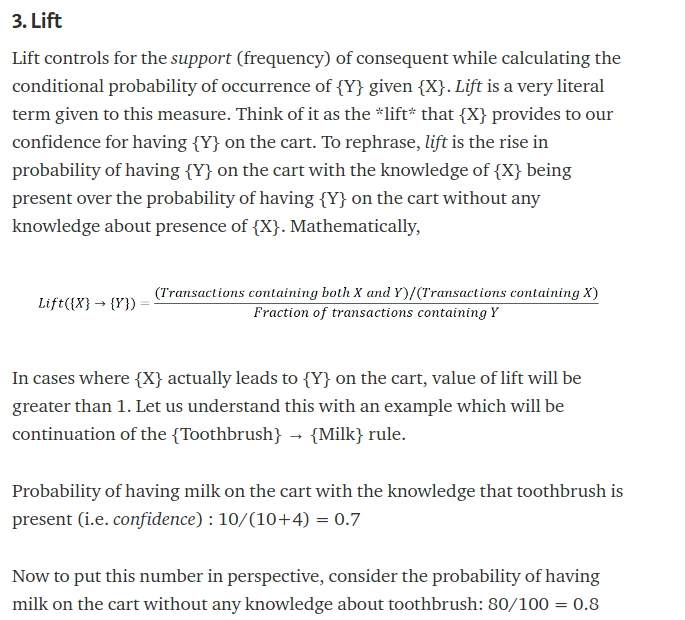 3. Lift
Lift controls for the support (frequency) of consequent while calculating the
conditional probability of occurrence of {Y} given {X}. Lift is a very literal
term given to this measure. Think of it as the *lift* that {X} provides to our
confidence for having {Y} on the cart. To rephrase, lift is the rise in
probability of having {Y} on the cart with the knowledge of {X} being
present over the probability of having {Y} on the cart without any
knowledge about presence of {X}. Mathematically,
Lift({X} → {Y}) = (Transactions containing both X and Y)/(Transactions containing X)
Fraction of transactions containing Y
In cases where {X} actually leads to {Y} on the cart, value of lift will be
greater than 1. Let us understand this with an example which will be
continuation of the {Toothbrush} → {Milk} rule.
Probability of having milk on the cart with the knowledge that toothbrush is
present (i.e. confidence) : 10/(10+4) = 0.7
Now to put this number in perspective, consider the probability of having
milk on the cart without any knowledge about toothbrush: 80/100 = 0.8